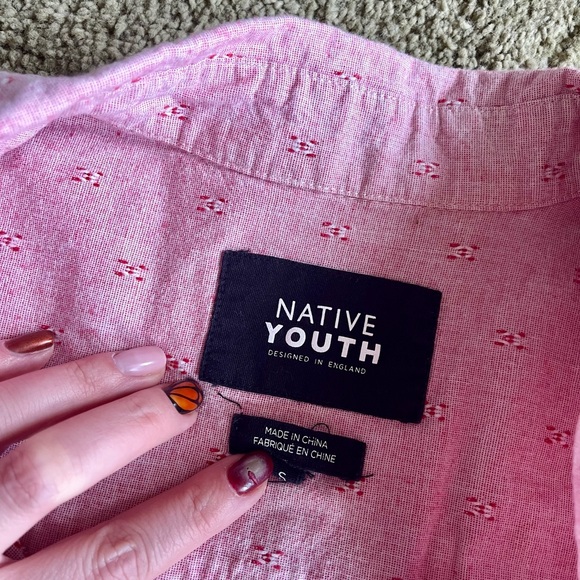 NATIVE
YOUTH
DESIGNED IN ENGLAND
MADE IN CHINA
FABRIQUÉ EN CHINE
S